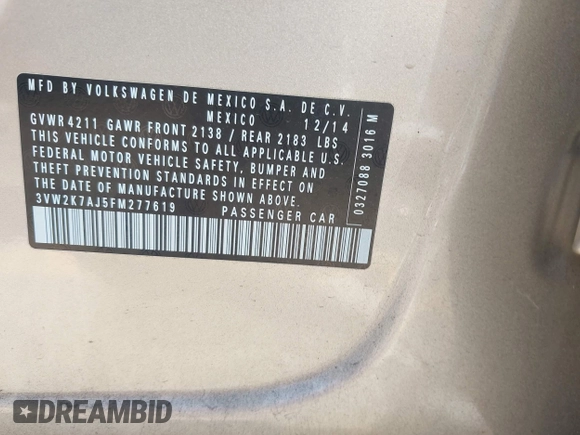 MFD BY VOLKSWAGEN DE MEXICO S.A. DE C.V.
MEXICO 12/14
GVWR 4211 GAWR FRONT 2138 / REAR 2183 LBS
THIS VEHICLE CONFORMS TO ALL APPLICABLE U.S.
FEDERAL MOTOR VEHICLE SAFETY, BUMPER AND
THEFT PREVENTION STANDARDS IN EFFECT ON
THE DATE OF MANUFACTURE SHOWN ABOVE.
3VW2K7AJ5FM277619 PASSENGER CAR
0327088 3016 M
DREAMBID